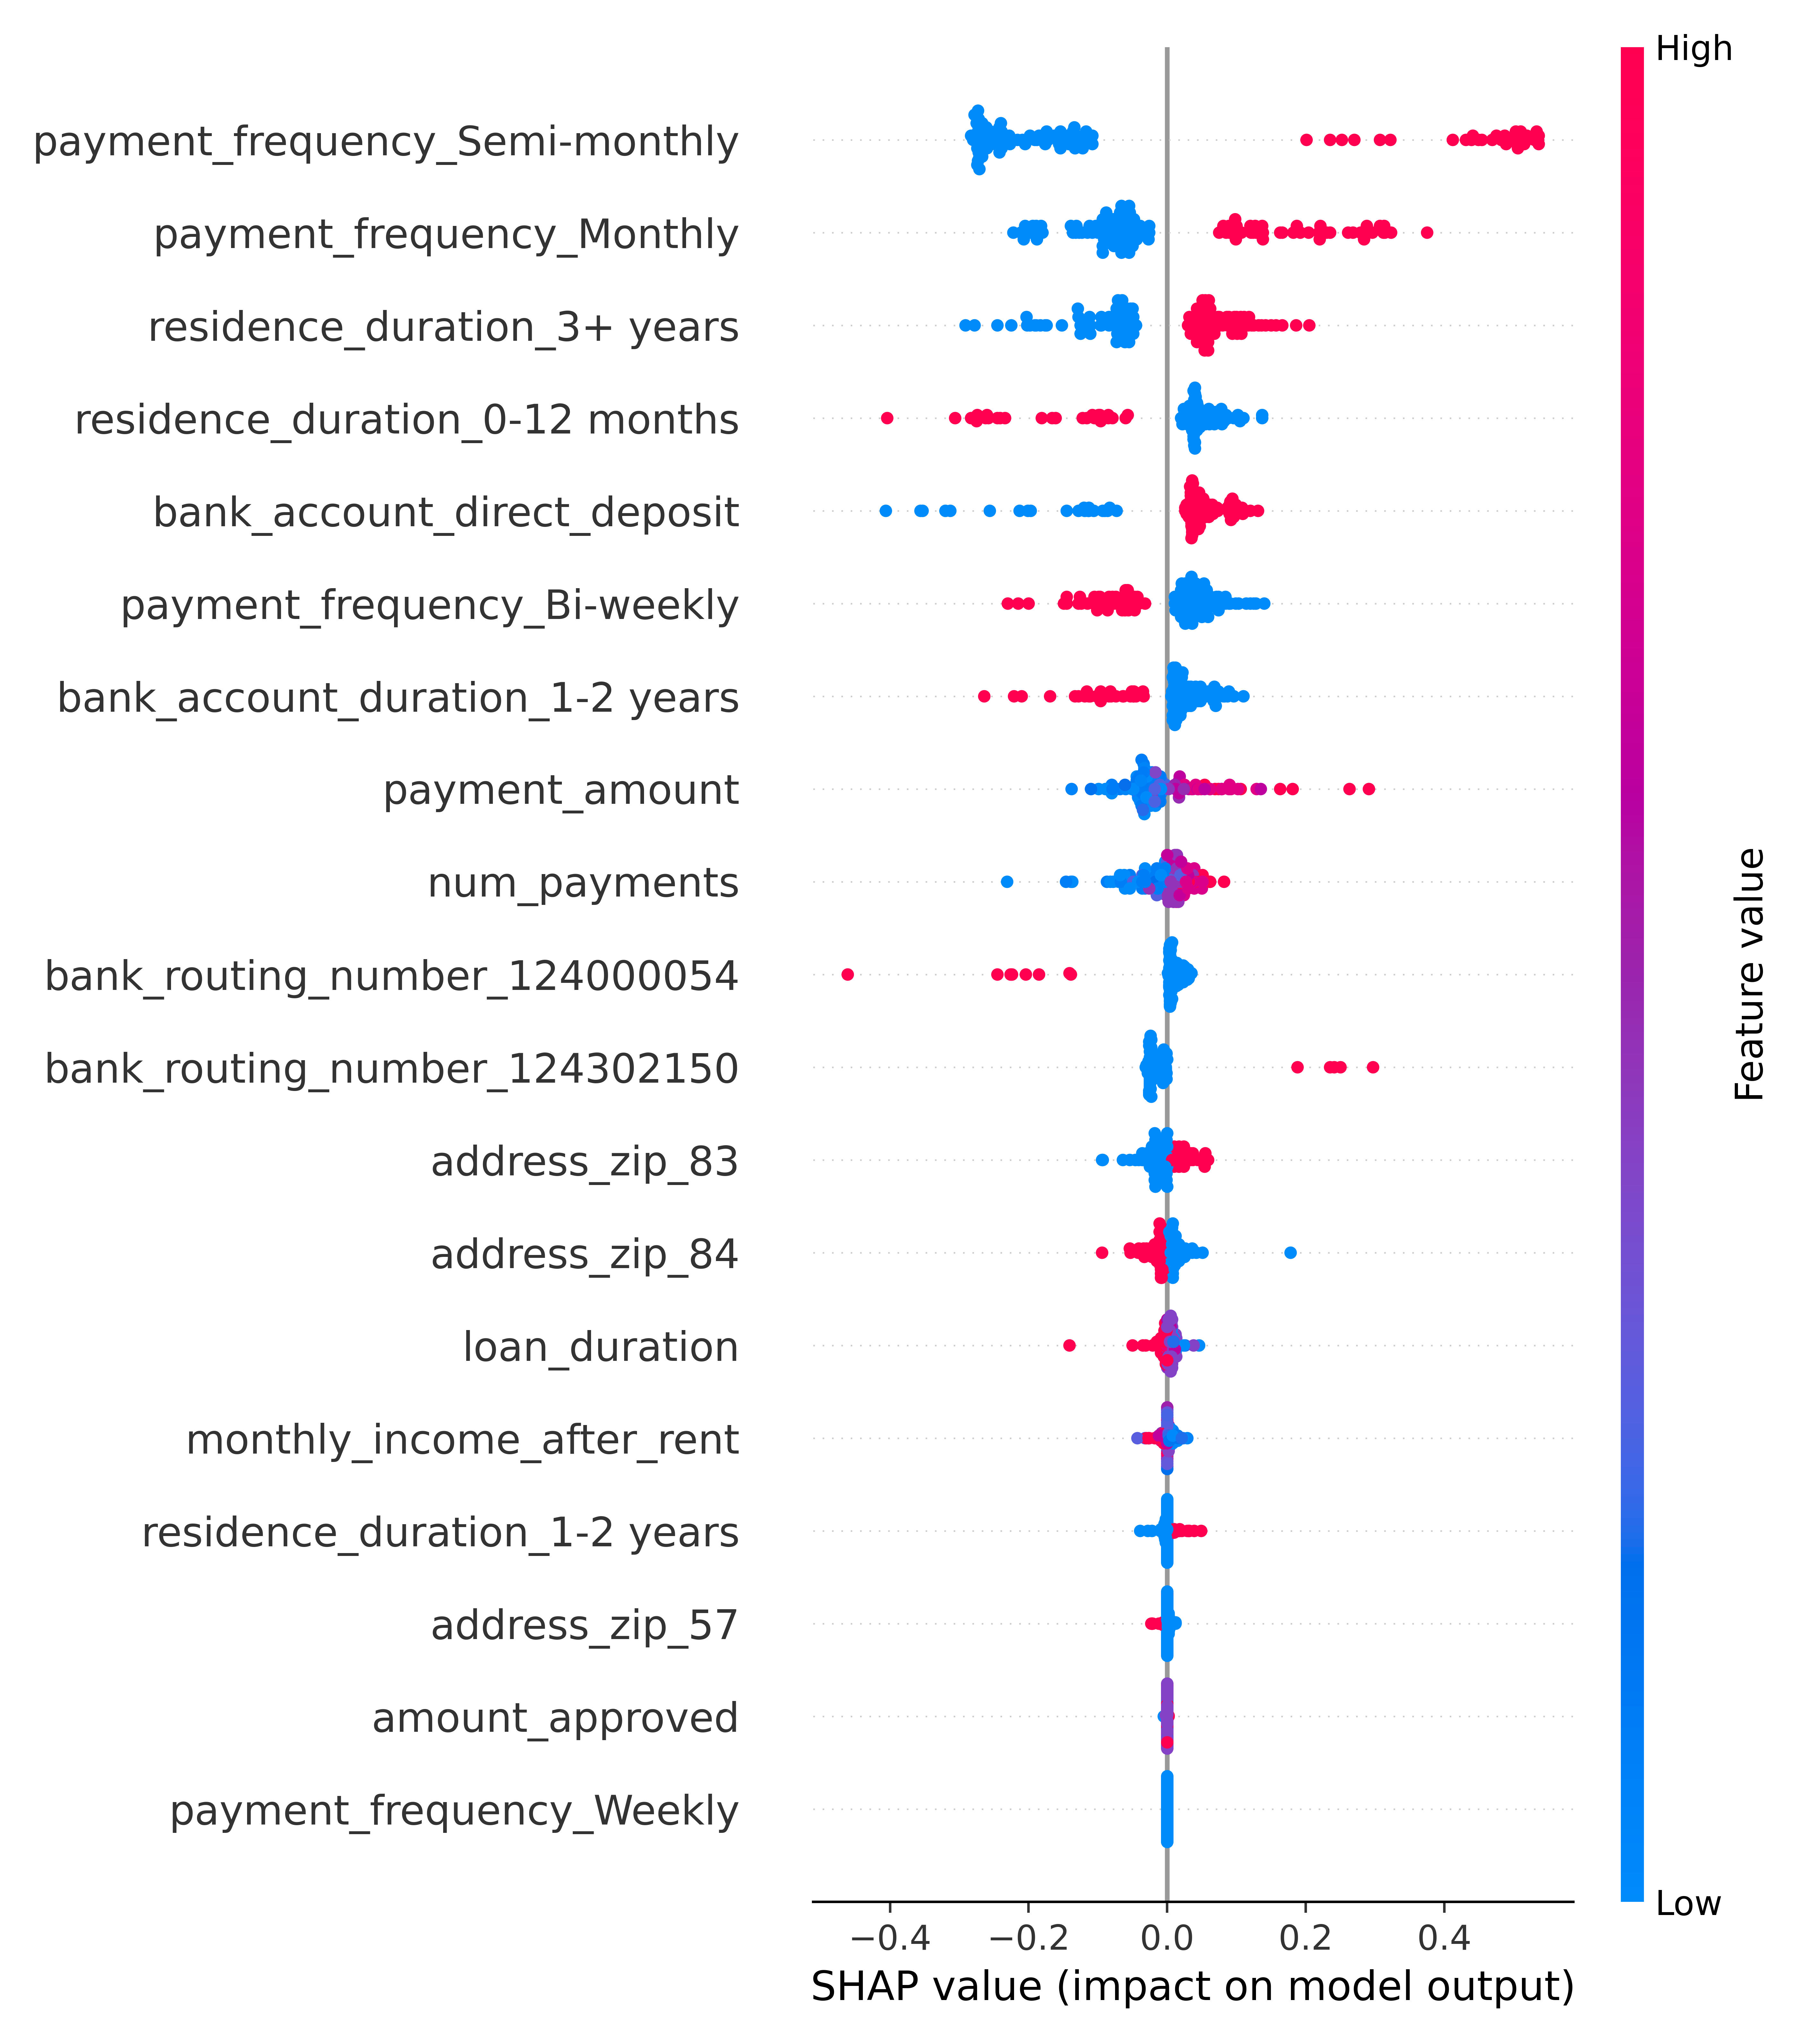 High
payment_frequency_Semi-monthly
payment_frequency_Monthly
residence_duration_3+ years
residence_duration_0-12 months
bank_account_direct_deposit
payment_frequency_Bi-weekly
bank_account_duration_1-2 years
payment_amount
num_payments
bank_routing_number_124000054
bank_routing_number_124302150
address_zip_83
address_zip_84
loan_duration
monthly_income_after_rent
residence_duration_1-2 years
address_zip_57
amount_approved
payment_frequency_Weekly
Feature value
Low
−0.4 −0.2 0.0 0.2 0.4
SHAP value (impact on model output)